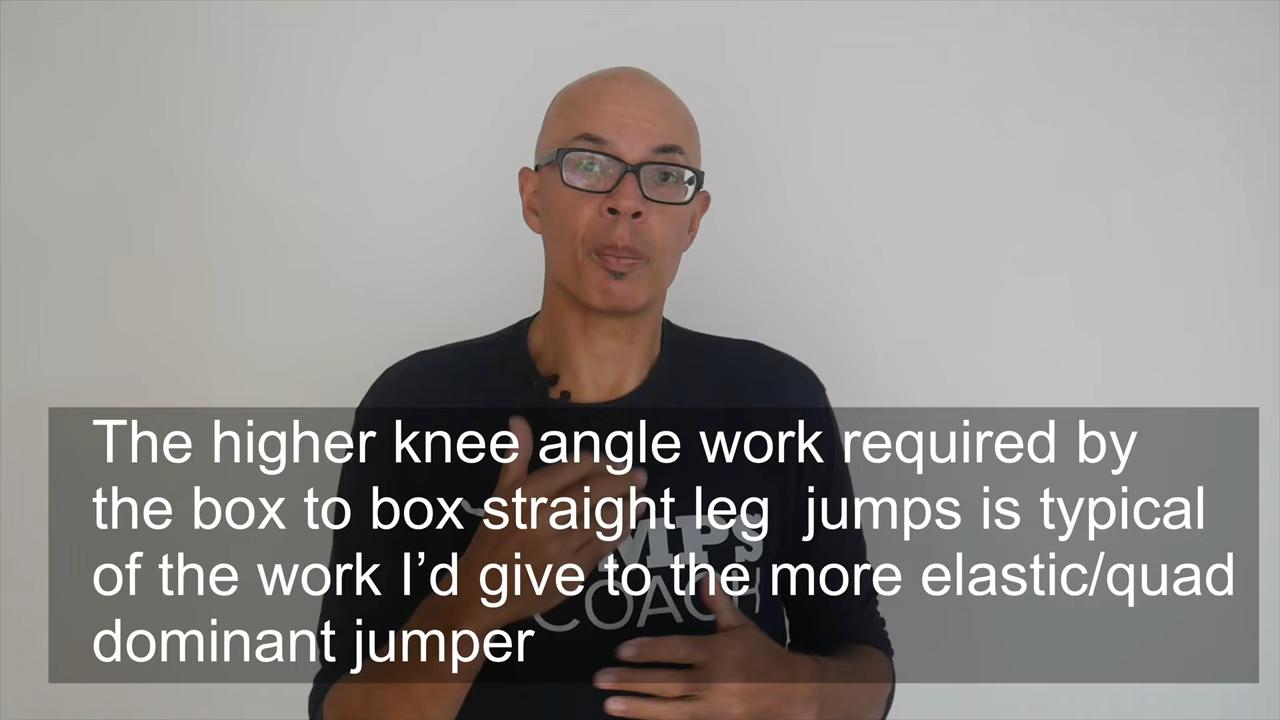 The higher knee angle work required by
the box to box straight leg  jumps is typical
of the work I’d give to the more elastic/quad
dominant jumper
COACH